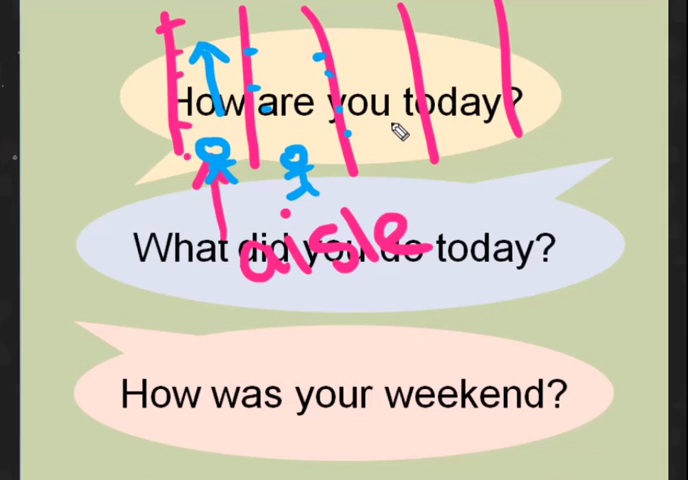 How are you today?
What did you do today?
aisle
How was your weekend?